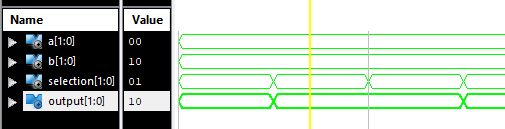 Name Value
a[1:0] 00
b[1:0] 10
selection[1:0] 01
output[1:0] 10